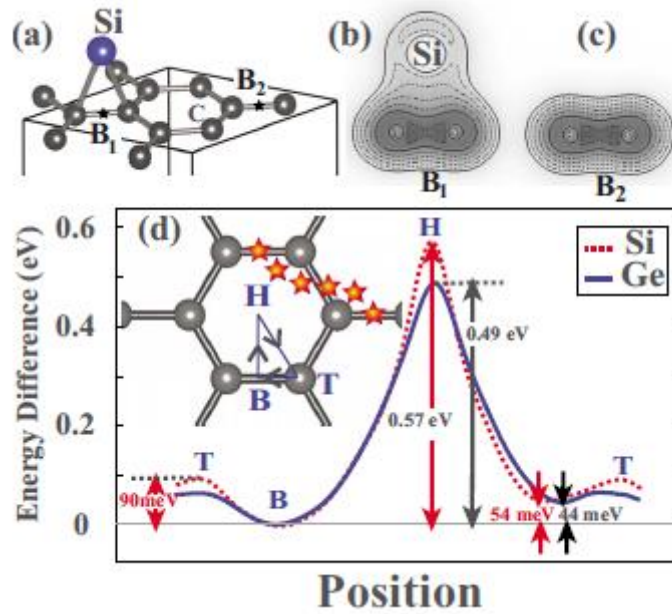 (a)
Si
B₂
C
B₁
(b)
Si
B₁
(c)
B₂
(d)
Energy Difference (eV)
0.6
0.4
0.2
0
H
Si
Ge
H
B
T
0.49 eV
0.57 eV
T
90meV
B
T
54 meV
44 meV
Position